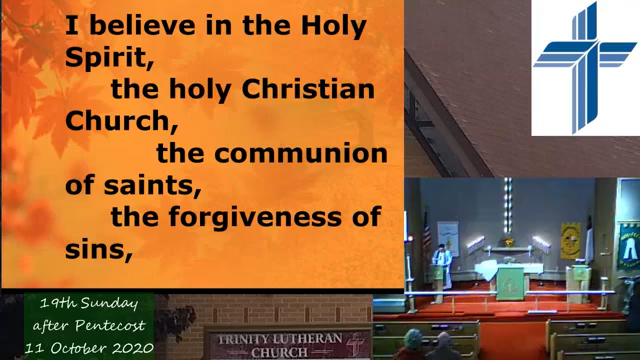 I believe in the Holy
Spirit,
the holy Christian
Church,
the communion
of saints,
the forgiveness of
sins,
19th Sunday
after Pentecost
11 October 2020
TRINITY LUTHERAN
CHURCH